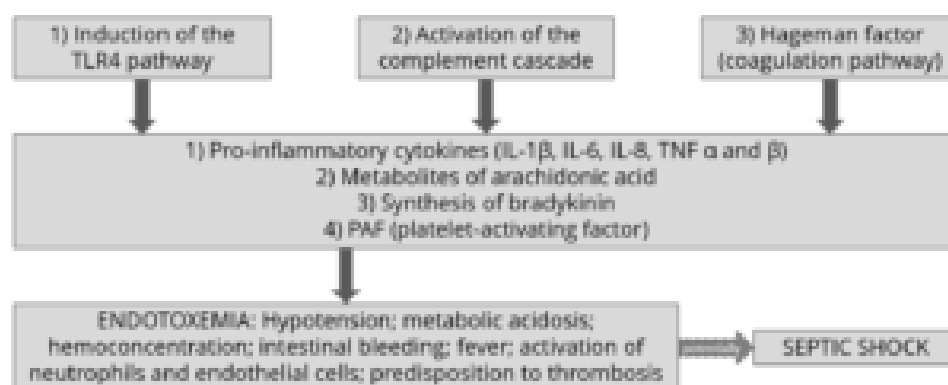 1) Induction of the
TLR4 pathway
2) Activation of the
complement cascade
3) Hageman factor
(coagulation pathway)
1) Pro-inflammatory cytokines (IL-1β, IL-6, IL-8, TNF α and β)
2) Metabolites of arachidonic acid
3) Synthesis of bradykinin
4) PAF (platelet-activating factor)
ENDOTOXEMIA: Hypotension; metabolic acidosis;
hemoconcentration; intestinal bleeding; fever; activation of
neutrophils and endothelial cells; predisposition to thrombosis
SEPTIC SHOCK